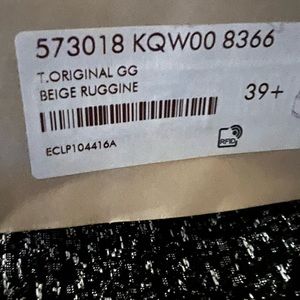 573018 KQW00 8366
T.ORIGINAL GG
BEIGE RUGGINE
39+
ECLP104416A
RFID